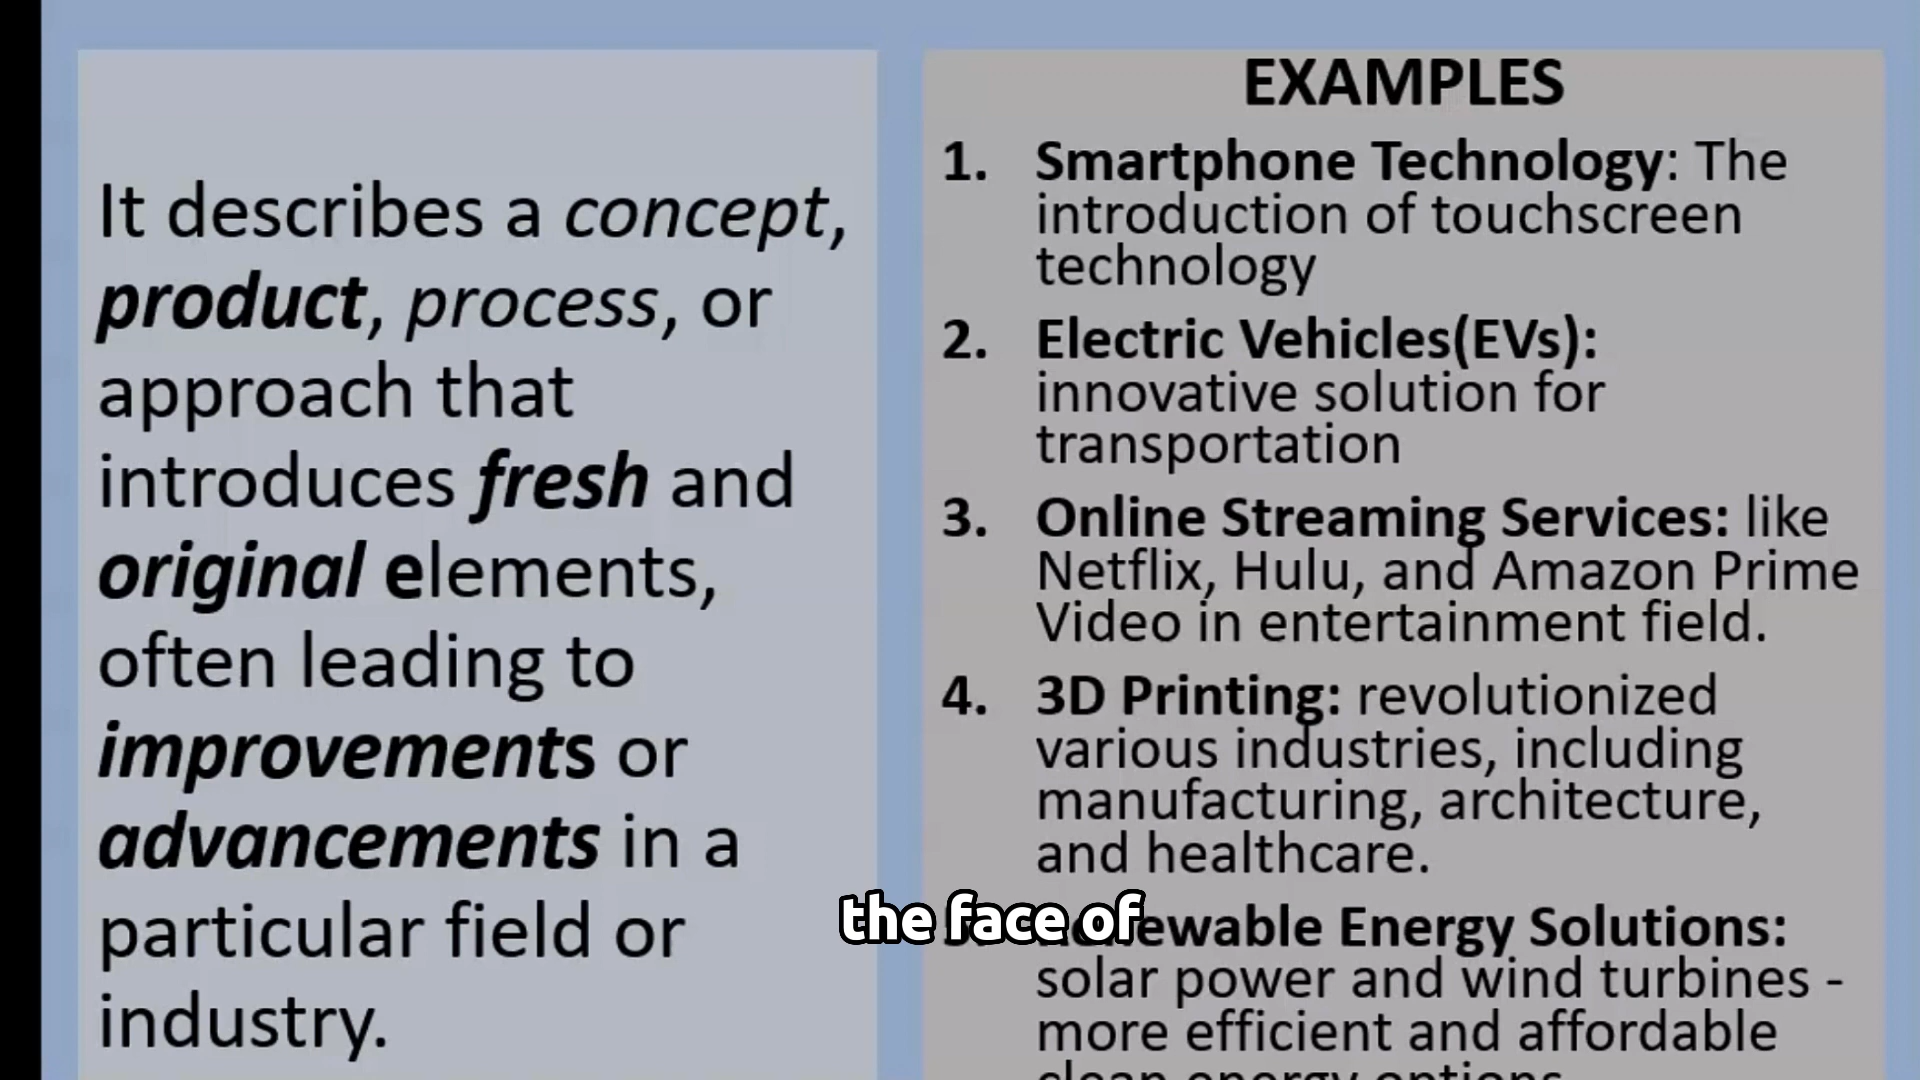 It describes a concept,
product, process, or
approach that
introduces fresh and
original elements,
often leading to
improvements or
advancements in a
particular field or
industry.
EXAMPLES
1. Smartphone Technology: The
introduction of touchscreen
technology
2. Electric Vehicles(EVs):
innovative solution for
transportation
3. Online Streaming Services: like
Netflix, Hulu, and Amazon Prime
Video in entertainment field.
4. 3D Printing: revolutionized
various industries, including
manufacturing, architecture,
and healthcare.
the face of
Energy Solutions:
solar power and wind turbines -
more efficient and affordable
clean energy options